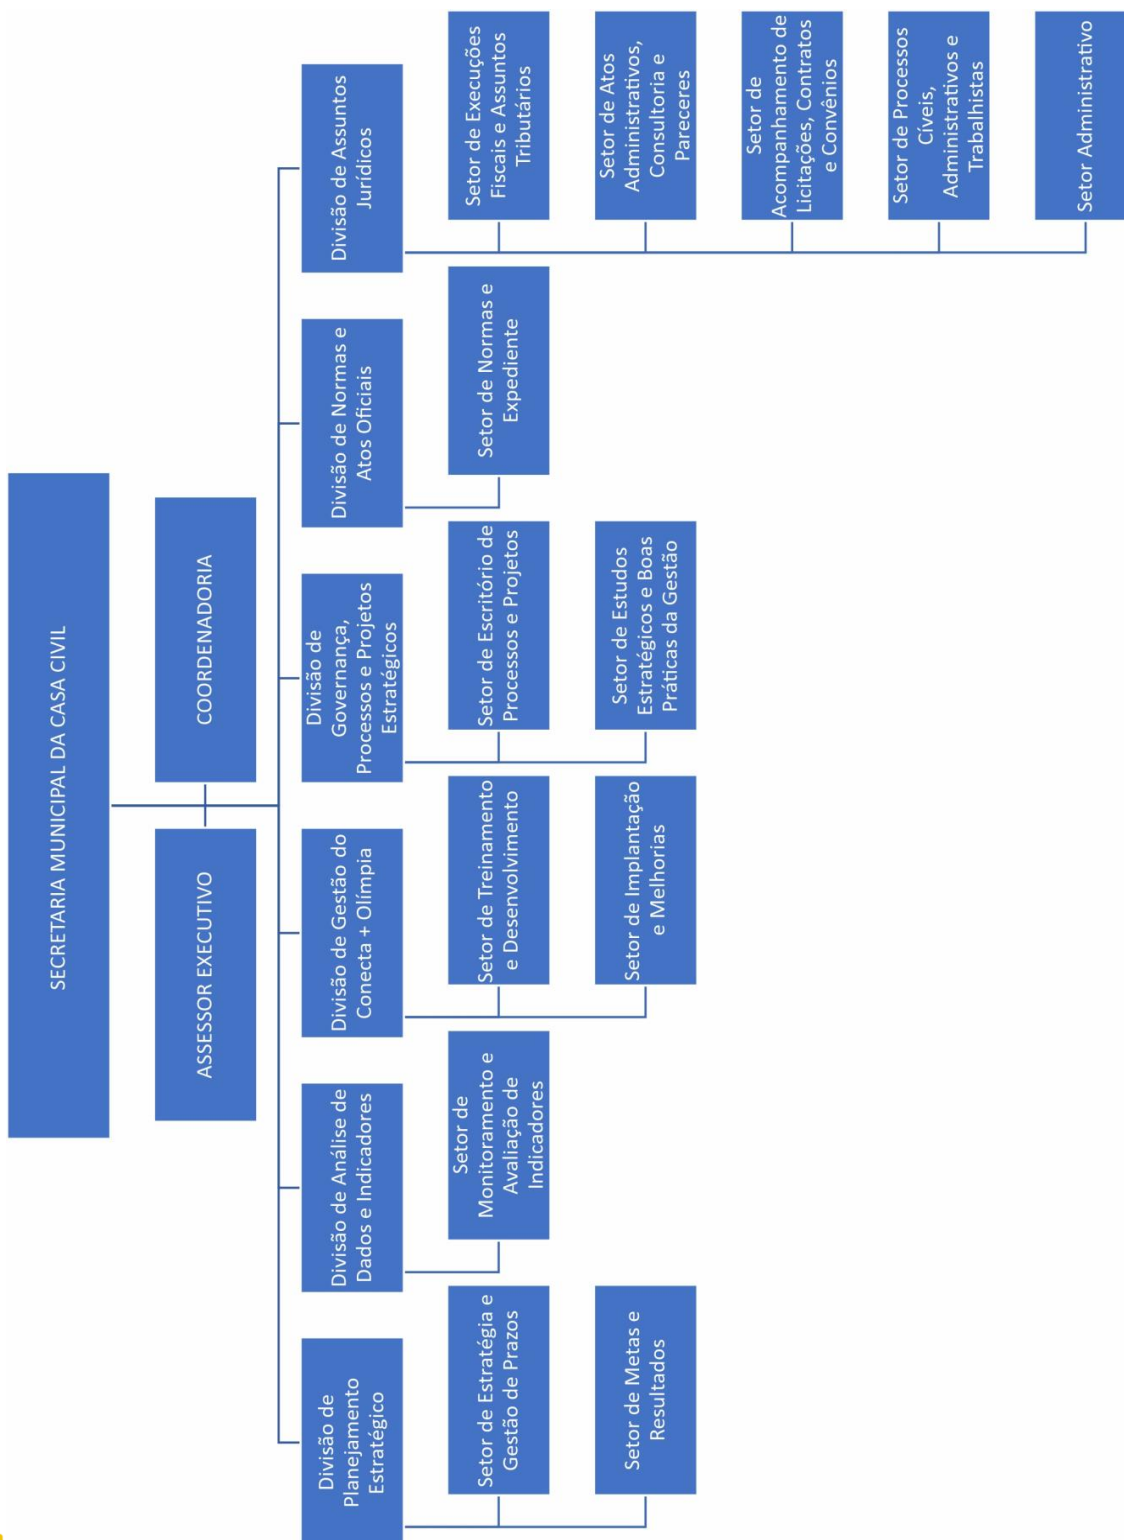 SECRETARIA MUNICIPAL DA CASA CIVIL
ASSESSOR EXECUTIVO
COORDENADORIA
Divisão de
Planejamento
Estratégico
Setor de Estratégia e
Gestão de Prazos
Setor de Metas e
Resultados
Divisão de Análise de
Dados e Indicadores
Setor de
Monitoramento e
Avaliação de
Indicadores
Divisão de Gestão do
Conecta + Olímpia
Setor de Treinamento
e Desenvolvimento
Setor de Implantação
e Melhorias
Divisão de
Governança,
Processos e Projetos
Estratégicos
Setor de Escritório de
Processos e Projetos
Setor de Estudos
Estratégicos e Boas
Práticas da Gestão
Divisão de Normas e
Atos Oficiais
Setor de Normas e
Expediente
Divisão de Assuntos
Jurídicos
Setor de Execuções
Fiscais e Assuntos
Tributários
Setor de Atos
Administrativos,
Consultoria e
Pareceres
Setor de
Acompanhamento de
Licitações, Contratos
e Convênios
Setor de Processos
Cíveis,
Administrativos e
Trabalhistas
Setor Administrativo